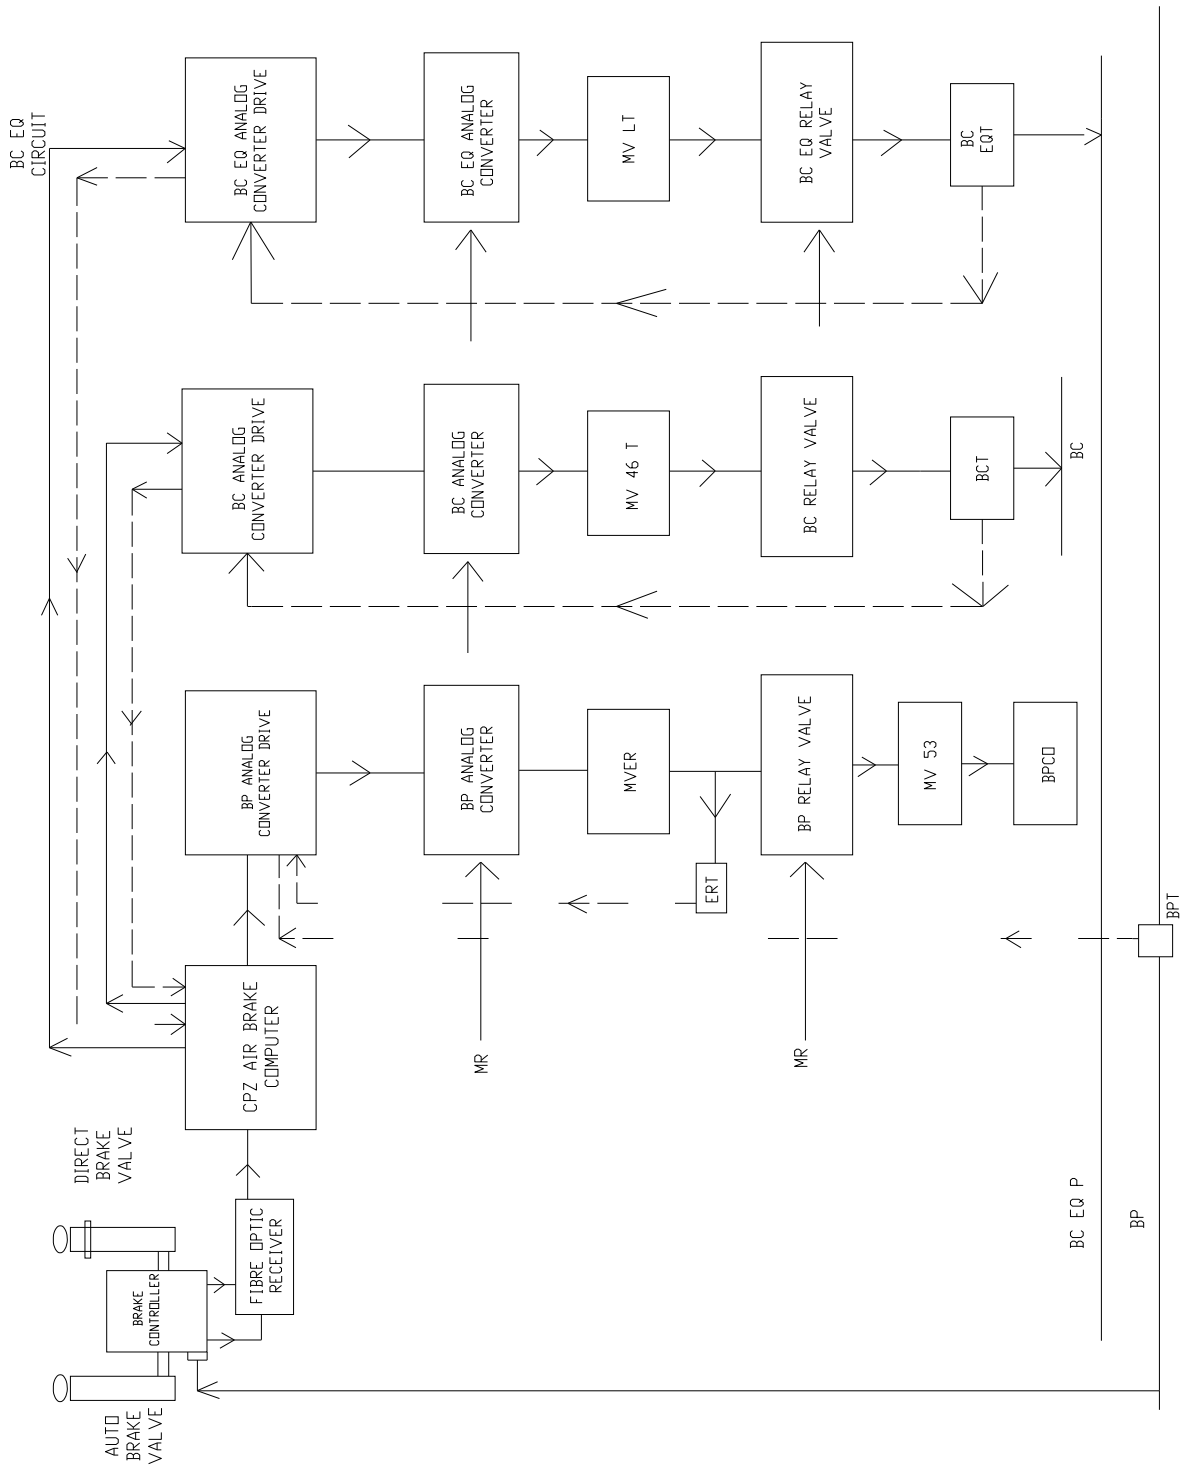 AUTO
BRAKE
VALVE
BRAKE
CONTROLLER
DIRECT
BRAKE
VALVE
FIBRE OPTIC
RECEIVER
CPZ AIR BRAKE
COMPUTER
BC EQ
CIRCUIT
BP ANALOG
CONVERTER DRIVE
BC ANALOG
CONVERTER DRIVE
BC EQ ANALOG
CONVERTER DRIVE
MR
BP ANALOG
CONVERTER
BC ANALOG
CONVERTER
BC EQ ANALOG
CONVERTER
MVER
MV 46 T
MV LT
ERT
MR
BP RELAY VALVE
BC RELAY VALVE
BC EQ RELAY
VALVE
MV 53
BCT
BC
EQT
BPCO
BC
BC EQ P
BP
BPT